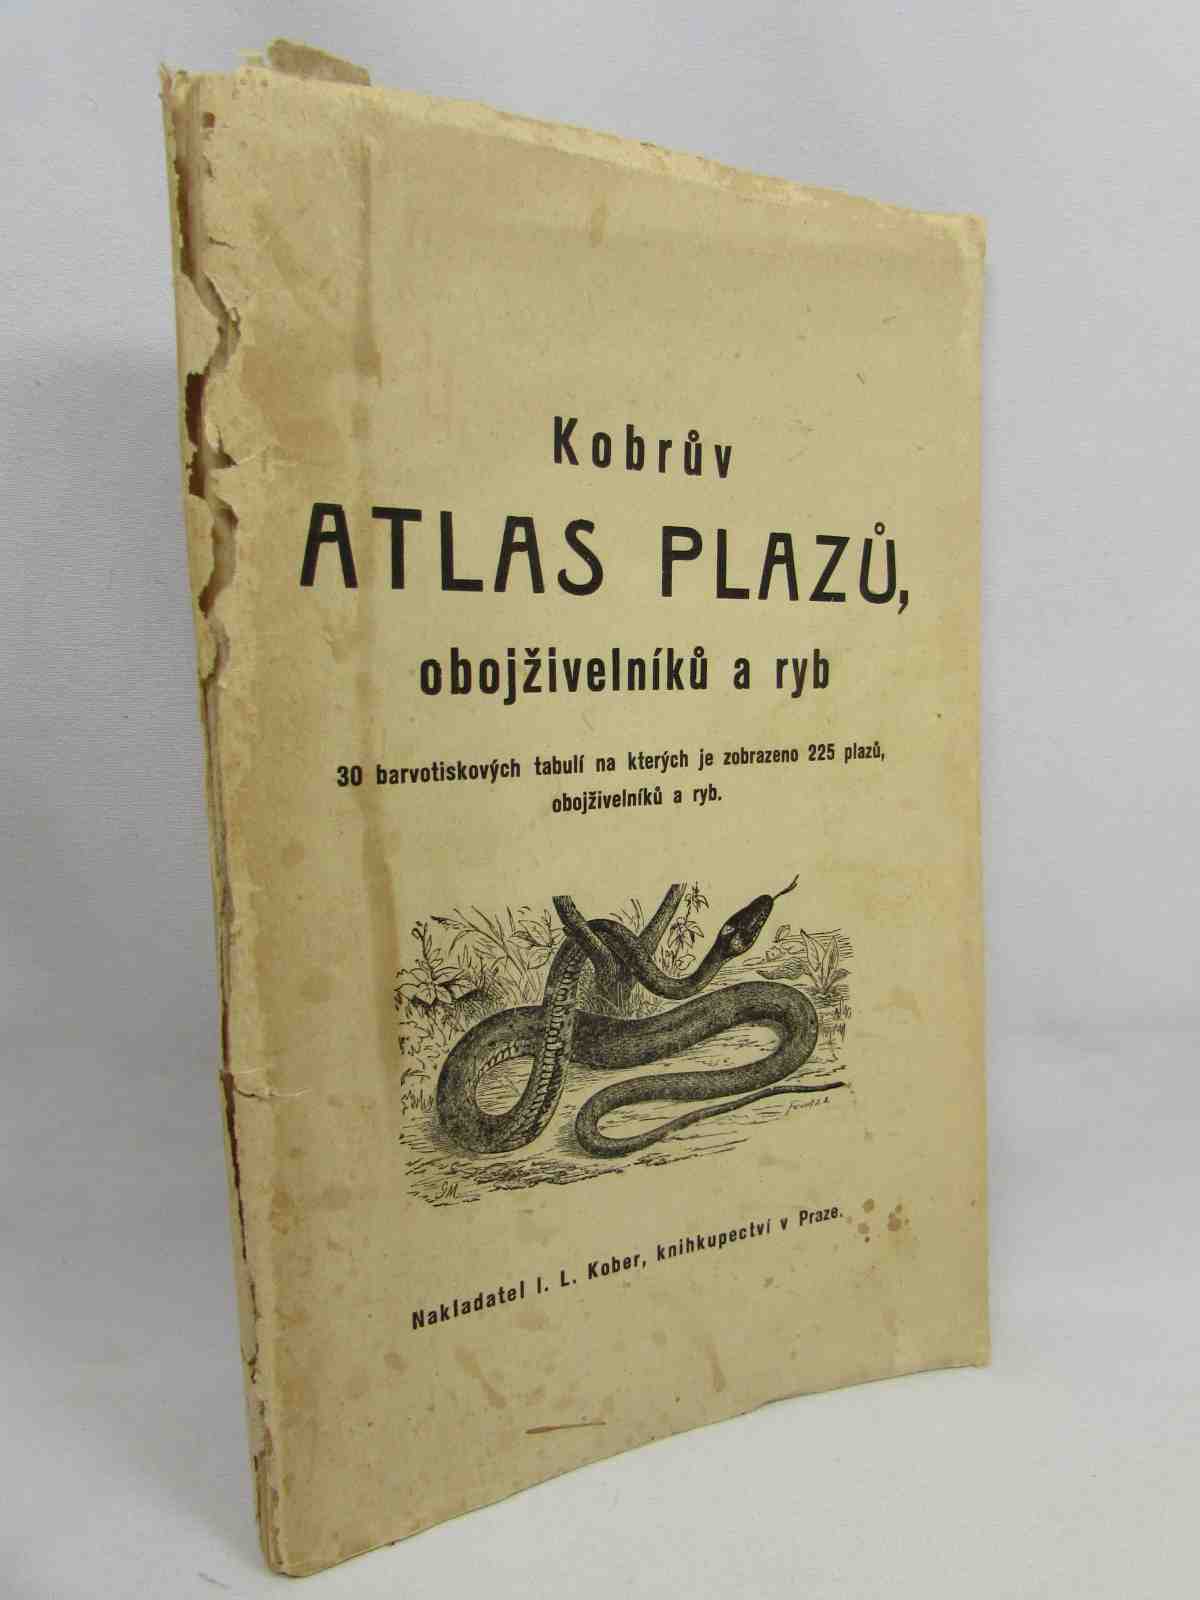 Kobrův
ATLAS PLAZŮ,
obojživelníků a ryb
30 barvotiskových tabulí na kterých je zobrazeno 225 plazů,
obojživelníků a ryb.
GM
Nakladatel I. L. Kober, knihkupectví v Praze.